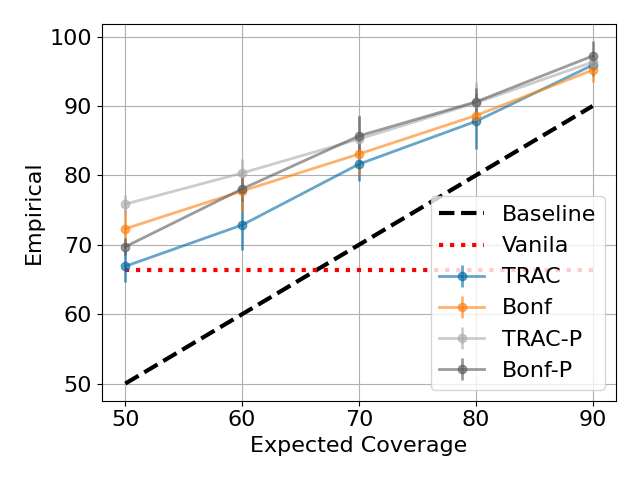 100
90
80
70
60
50
Empirical
50
60
70
80
90
Expected Coverage
Baseline
Vanila
TRAC
Bonf
TRAC-P
Bonf-P